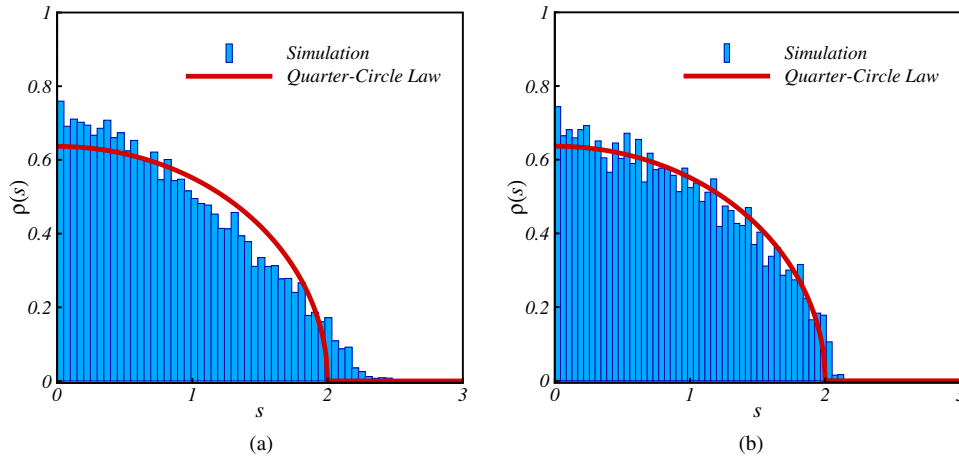 1
0.8
0.6
0.4
0.2
0
ρ(s)
Simulation
Quarter-Circle Law
0 1 2 3
s
(a)
1
0.8
0.6
0.4
0.2
0
ρ(s)
Simulation
Quarter-Circle Law
0 1 2 3
s
(b)